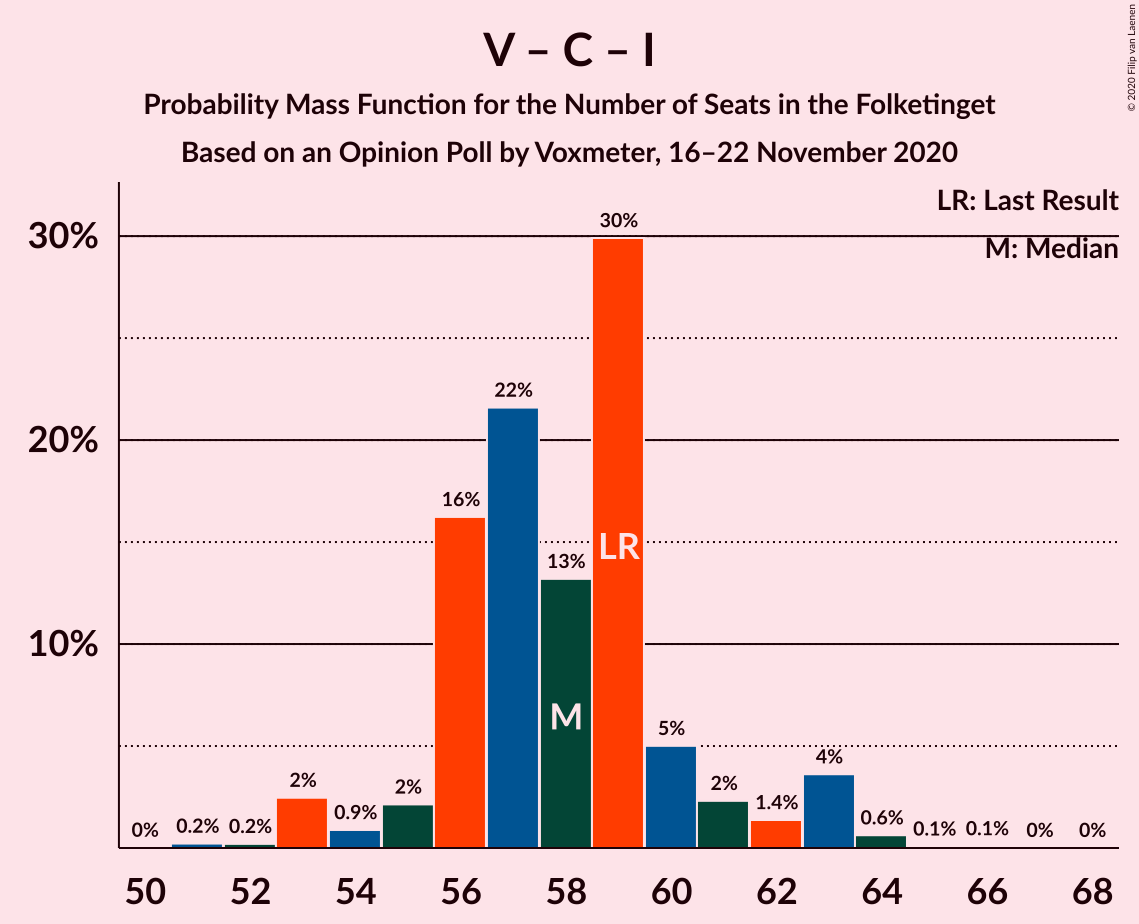 V – C – I
Probability Mass Function for the Number of Seats in the Folketinget
Based on an Opinion Poll by Voxmeter, 16–22 November 2020
© 2020 Filip van Laenen
LR: Last Result
M: Median
30%
20%
10%
0%
0.2%
0.2%
2%
0.9%
2%
16%
22%
13%
30%
5%
2%
1.4%
4%
0.6%
0.1%
0.1%
0%
0%
LR
M
50 52 54 56 58 60 62 64 66 68